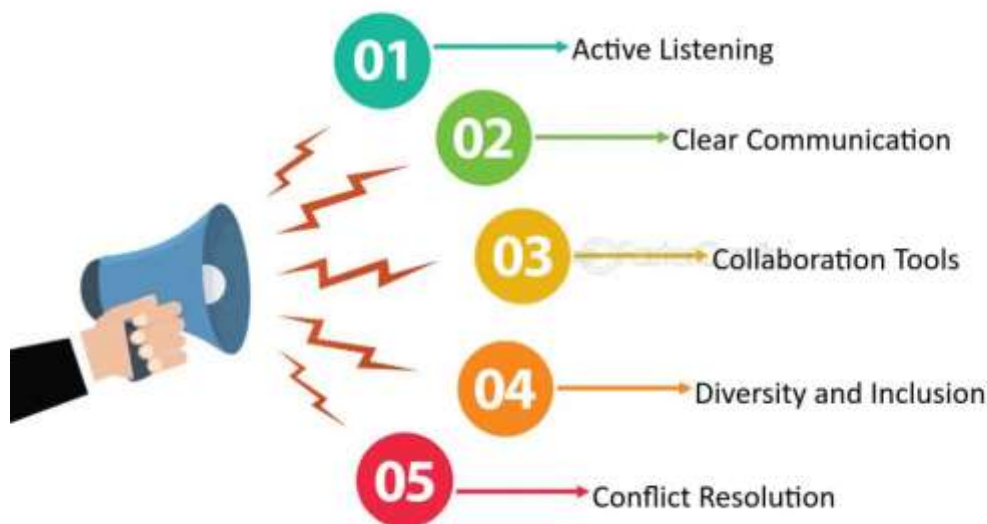 01 Active Listening
02 Clear Communication
03 Collaboration Tools
04 Diversity and Inclusion
05 Conflict Resolution